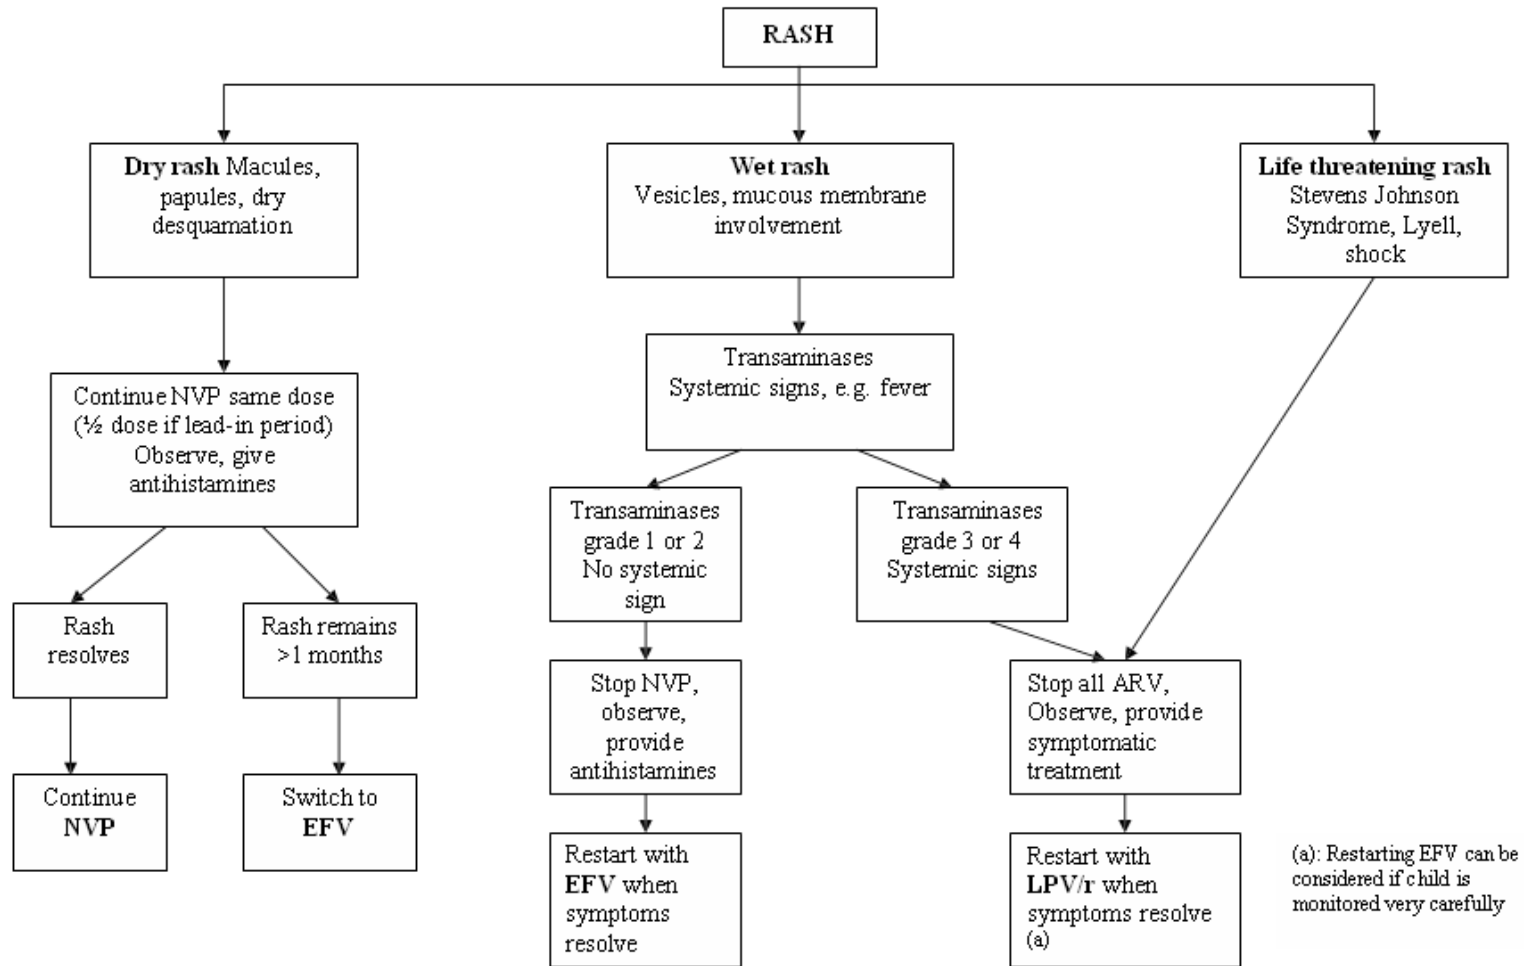 RASH
Dry rash Macules,
papules, dry
desquamation
Wet rash
Vesicles, mucous membrane
involvement
Life threatening rash
Stevens Johnson
Syndrome, Lyell,
shock
Transaminases
Systemic signs, e.g. fever
Continue NVP same dose
(½ dose if lead-in period)
Observe, give
antihistamines
Transaminases
grade 1 or 2
No systemic
sign
Transaminases
grade 3 or 4
Systemic signs
Rash
resolves
Rash remains
>1 months
Stop NVP,
observe,
provide
antihistamines
Stop all ARV,
Observe, provide
symptomatic
treatment
Continue
NVP
Switch to
EFV
Restart with
EFV when
symptoms
resolve
Restart with
LPV/r when
symptoms resolve
(a)
(a): Restarting EFV can be
considered if child is
monitored very carefully